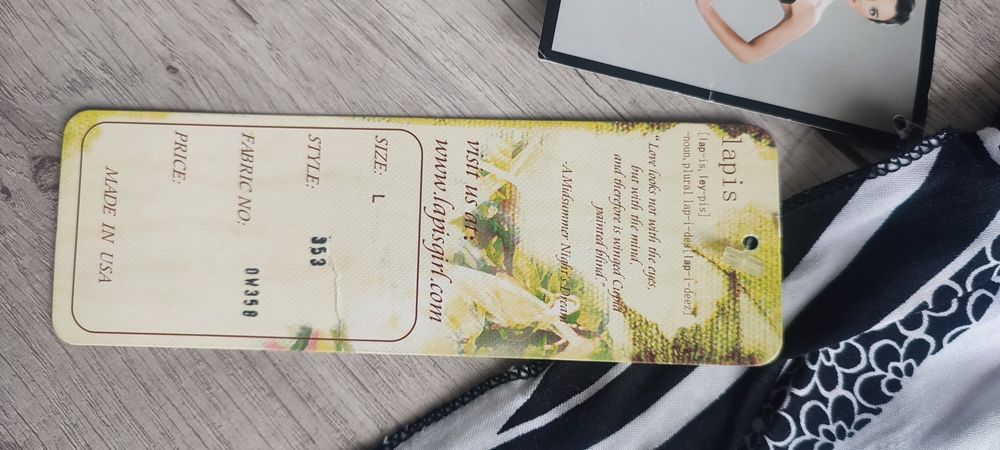 lapis
[lap-is, ley-pis]
-noun, plural lap-i-des[lap-i-deez]
"Love looks not with the eyes,
but with the mind,
and therefore is winged Cupid
painted blind."
-A Midsummer Night's Dream
visit us at:
www.lapisgirl.com
SIZE: L
STYLE: 353
FABRIC NO.: DW358
PRICE:
MADE IN USA